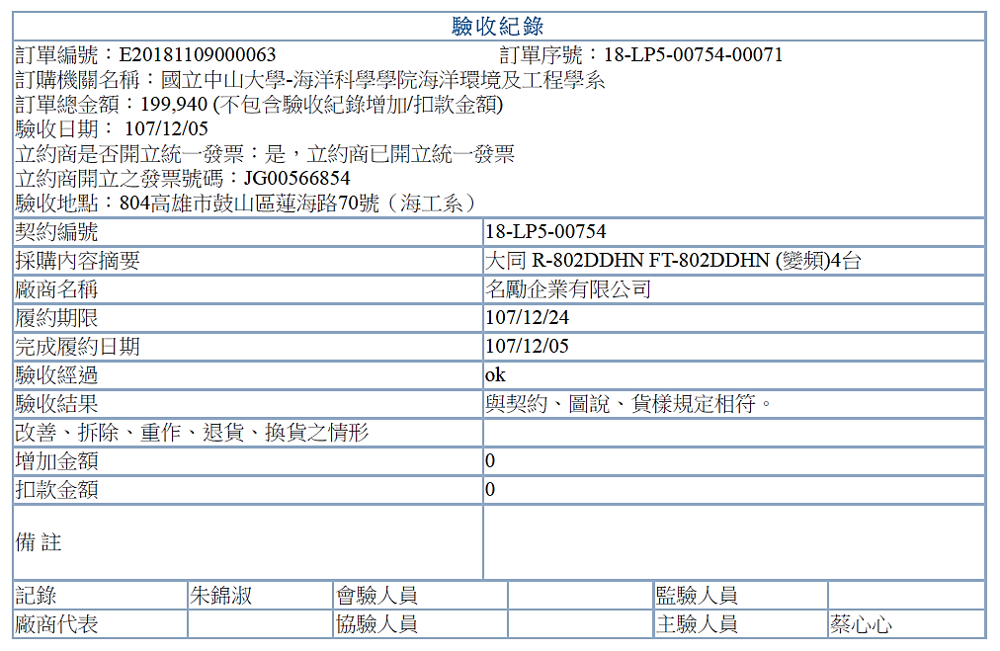 驗收紀錄
訂單編號：E20181109000063 訂單序號：18-LP5-00754-00071
訂購機關名稱：國立中山大學-海洋科學學院海洋環境及工程學系
訂單總金額：199,940 (不包含驗收紀錄增加/扣款金額)
驗收日期： 107/12/05
立約商是否開立統一發票：是，立約商已開立統一發票
立約商開立之發票號碼：JG00566854
驗收地點：804高雄市鼓山區蓮海路70號（海工系）
契約編號 18-LP5-00754
採購內容摘要 大同 R-802DDHN FT-802DDHN (變頻)4台
廠商名稱 名勵企業有限公司
履約期限 107/12/24
完成履約日期 107/12/05
驗收經過 ok
驗收結果 與契約、圖說、貨樣規定相符。
改善、拆除、重作、退貨、換貨之情形
增加金額 0
扣款金額 0
備 註
記錄 朱錦淑 會驗人員 監驗人員
廠商代表 協驗人員 主驗人員 蔡心心